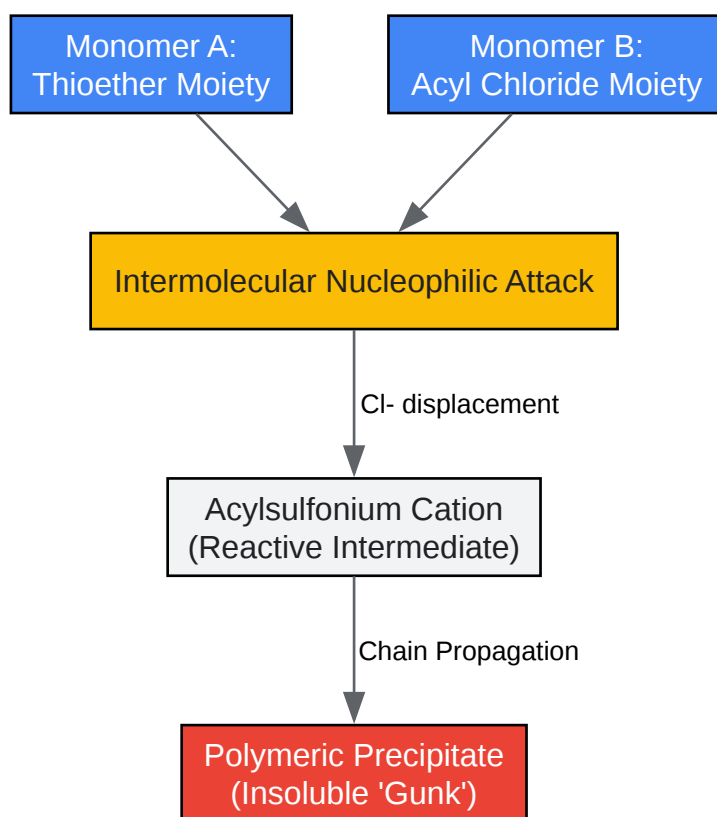 Monomer A:
Thioether Moiety
Monomer B:
Acyl Chloride Moiety
Intermolecular Nucleophilic Attack
Cl- displacement
Acylsulfonium Cation
(Reactive Intermediate)
Chain Propagation
Polymeric Precipitate
(Insoluble 'Gunk')